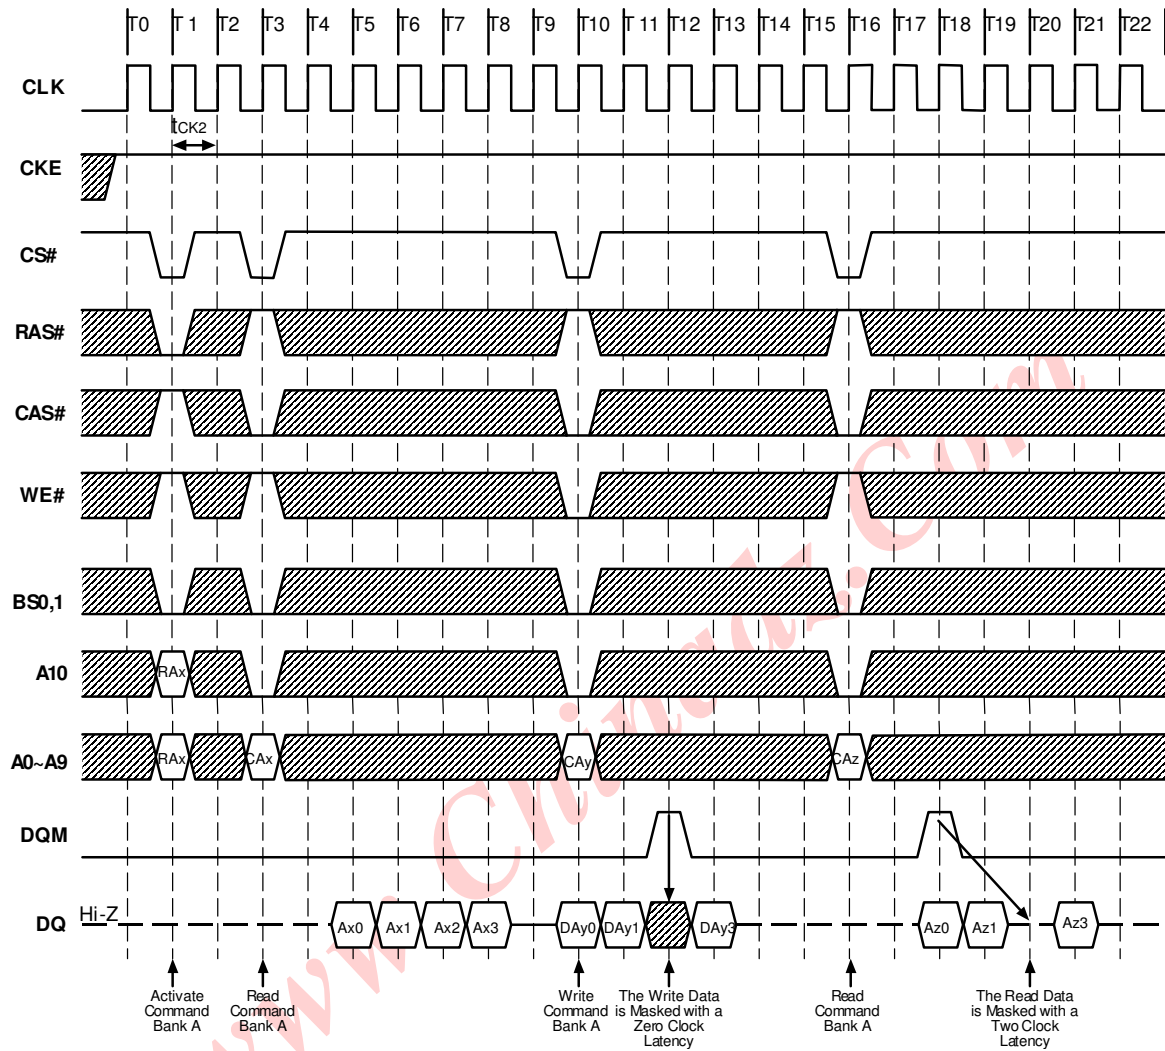 T0 T1 T2 T3 T4 T5 T6 T7 T8 T9 T10 T11 T12 T13 T14 T15 T16 T17 T18 T19 T20 T21 T22
CLK
tCK2
CKE
CS#
RAS#
CAS#
WE#
BS0,1
A10
RAx
A0~A9
RAx CAx CAy CAz
DQM
DQ
Hi-Z
Ax0 Ax1 Ax2 Ax3 DAy0 DAy1 DAy3 Az0 Az1 Az3
Activate
Command
Bank A
Read
Command
Bank A
Write
Command
Bank A
The Write Data
is Masked with a
Zero Clock
Latency
Read
Command
Bank A
The Read Data
is Masked with a
Two Clock
Latency